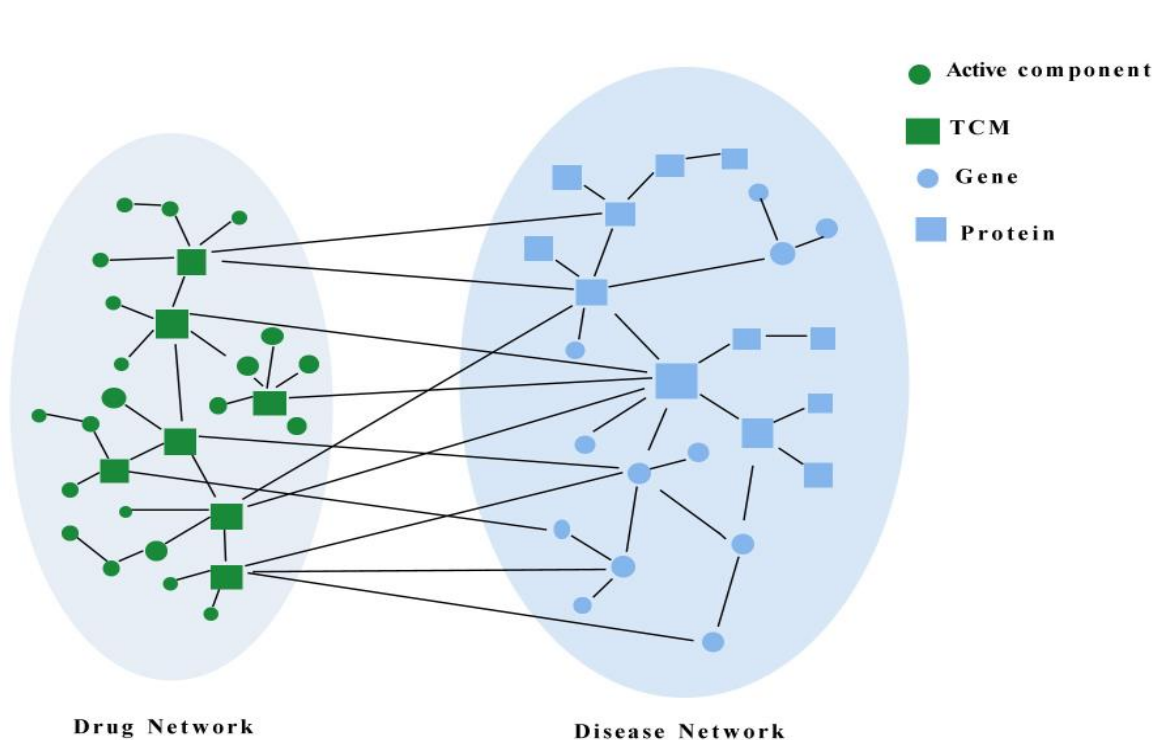 Active component
TCM
Gene
Protein
Drug Network
Disease Network